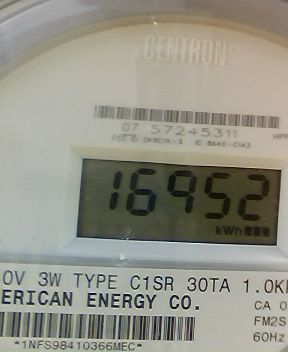 CENTRON®
07 57245311
16952
kWh
0V 3W TYPE C1SR 30TA 1.0K
ERICAN ENERGY CO.
CA 0
FM2S
60Hz
*1NFS98410366MEC*